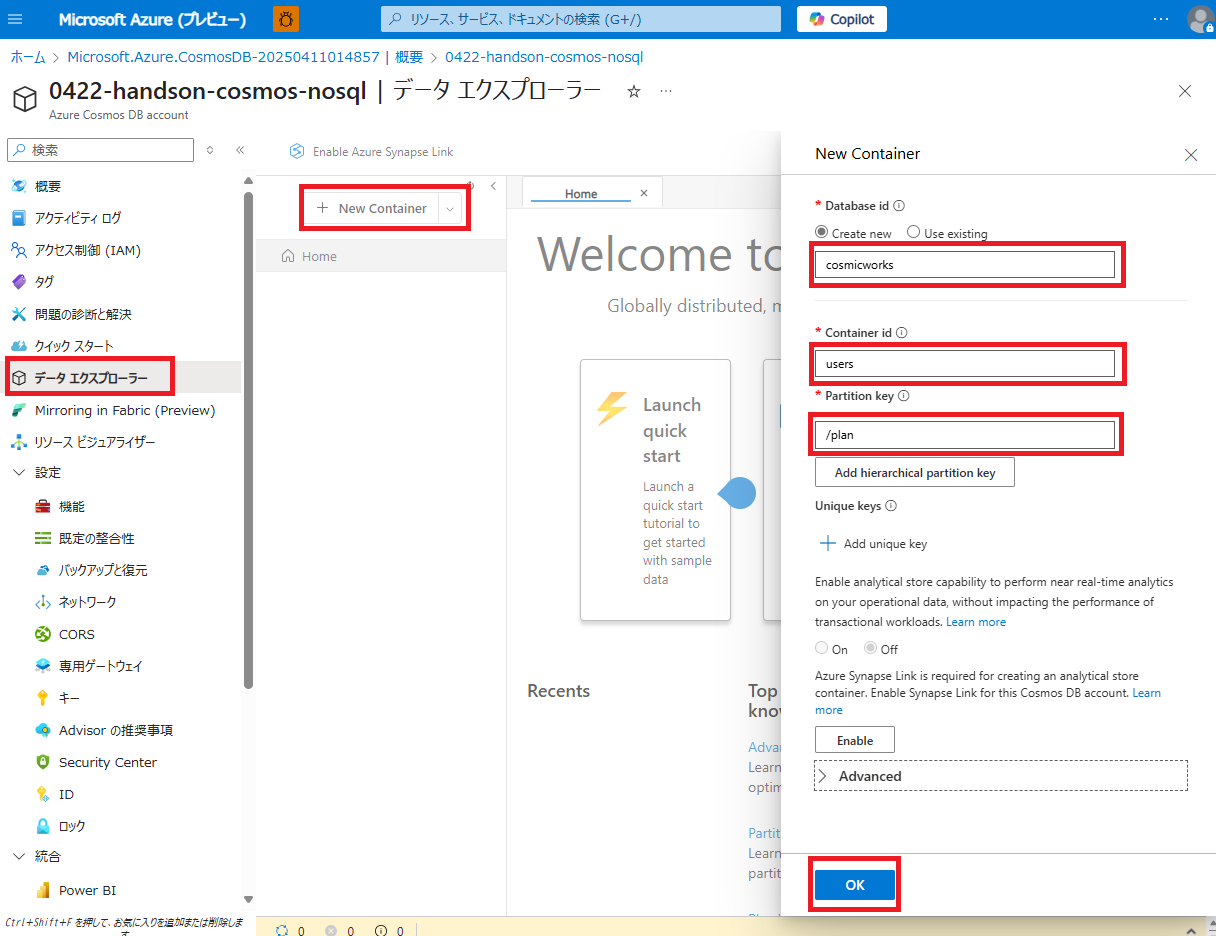 Microsoft Azure (プレビュー)
リソース、サービス、ドキュメントの検索 (G+/)
Copilot
ホーム > Microsoft.Azure.CosmosDB-20250411014857 | 概要 > 0422-handson-cosmos-nosql
0422-handson-cosmos-nosql | データ エクスプローラー
Azure Cosmos DB account
検索
概要
アクティビティ ログ
アクセス制御 (IAM)
タグ
問題の診断と解決
クイック スタート
データ エクスプローラー
Mirroring in Fabric (Preview)
リソース ビジュアライザー
設定
機能
既定の整合性
バックアップと復元
ネットワーク
CORS
専用ゲートウェイ
キー
Advisor の推奨事項
Security Center
ID
ロック
統合
Power BI
Ctrl+Shift+F を押して、お気に入りを追加または削除しま
す。
Enable Azure Synapse Link
New Container
Home
Home
Welcome to
Globally distributed, m
Launch
quick
start
Launch a
quick start
tutorial to
get started
with sample
data
Recents
Top
know
Advan
Learn
optim
Partit
Learn
partit
0 0 0
New Container
* Database id
Create new Use existing
cosmicworks
* Container id
users
* Partition key
/plan
Add hierarchical partition key
Unique keys
Add unique key
Enable analytical store capability to perform near real-time analytics
on your operational data, without impacting the performance of
transactional workloads. Learn more
On Off
Azure Synapse Link is required for creating an analytical store
container. Enable Synapse Link for this Cosmos DB account. Learn
more
Enable
Advanced
OK